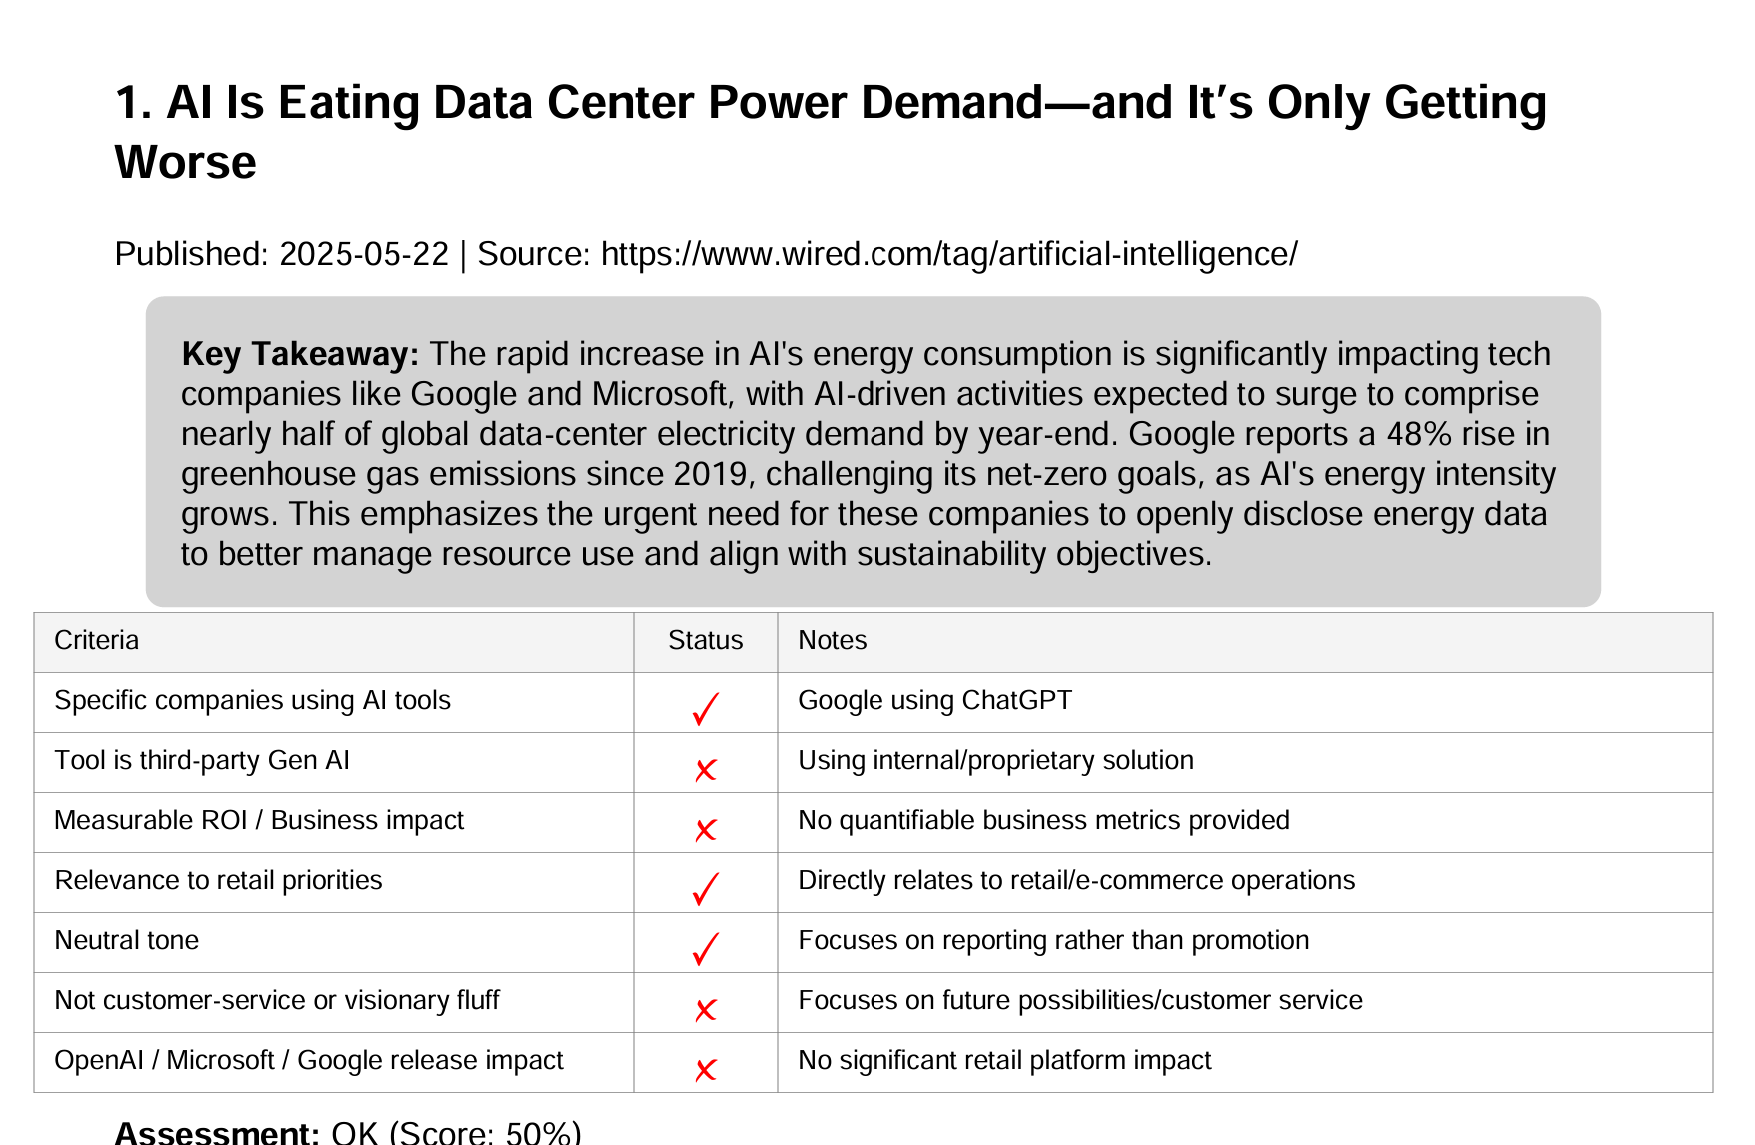 1. AI Is Eating Data Center Power Demand—and It’s Only Getting
Worse
Published: 2025-05-22 | Source: https://www.wired.com/tag/artificial-intelligence/
Key Takeaway: The rapid increase in AI's energy consumption is significantly impacting tech
companies like Google and Microsoft, with AI-driven activities expected to surge to comprise
nearly half of global data-center electricity demand by year-end. Google reports a 48% rise in
greenhouse gas emissions since 2019, challenging its net-zero goals, as AI's energy intensity
grows. This emphasizes the urgent need for these companies to openly disclose energy data
to better manage resource use and align with sustainability objectives.
Criteria Status Notes
Specific companies using AI tools ✓ Google using ChatGPT
Tool is third-party Gen AI ✗ Using internal/proprietary solution
Measurable ROI / Business impact ✗ No quantifiable business metrics provided
Relevance to retail priorities ✓ Directly relates to retail/e-commerce operations
Neutral tone ✓ Focuses on reporting rather than promotion
Not customer-service or visionary fluff ✗ Focuses on future possibilities/customer service
OpenAI / Microsoft / Google release impact ✗ No significant retail platform impact
Assessment: OK (Score: 50%)